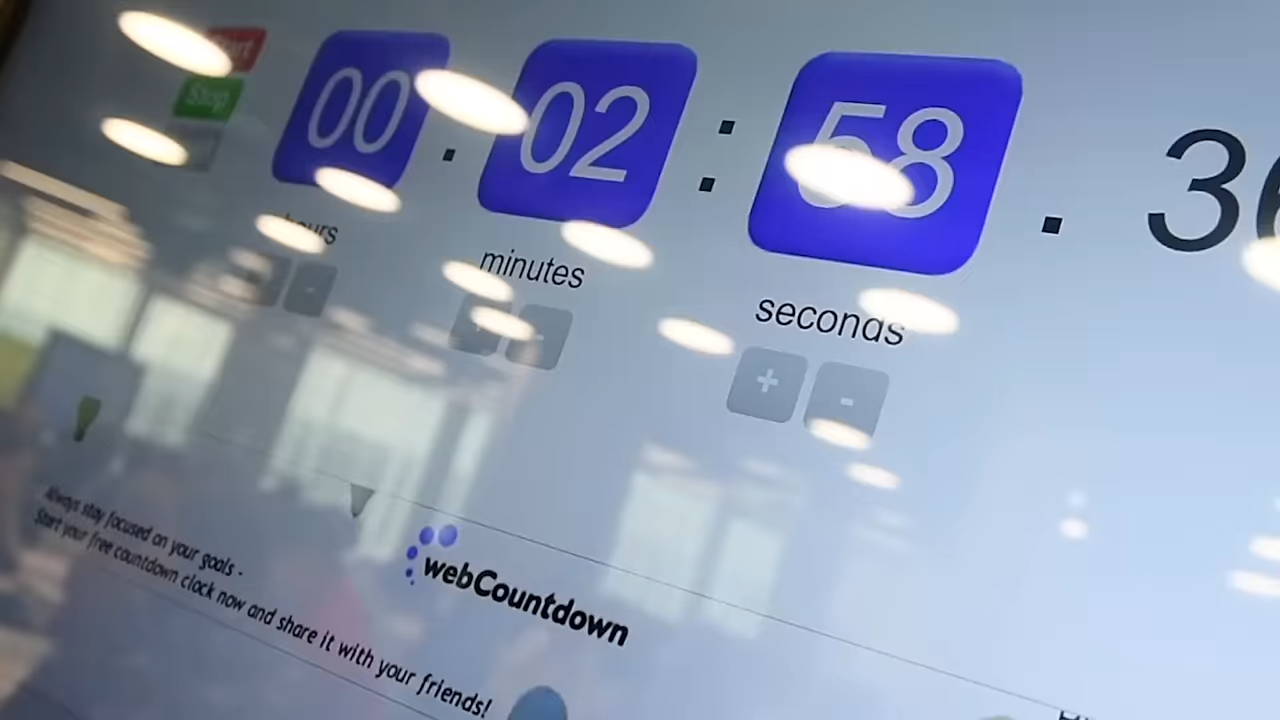 Start
Stop
00 : 02 : 58 . 36
hours
minutes
seconds
-
+ -
+ -
webCountdown
Always stay focused on your goals -
Start your free countdown clock now and share it with your friends!